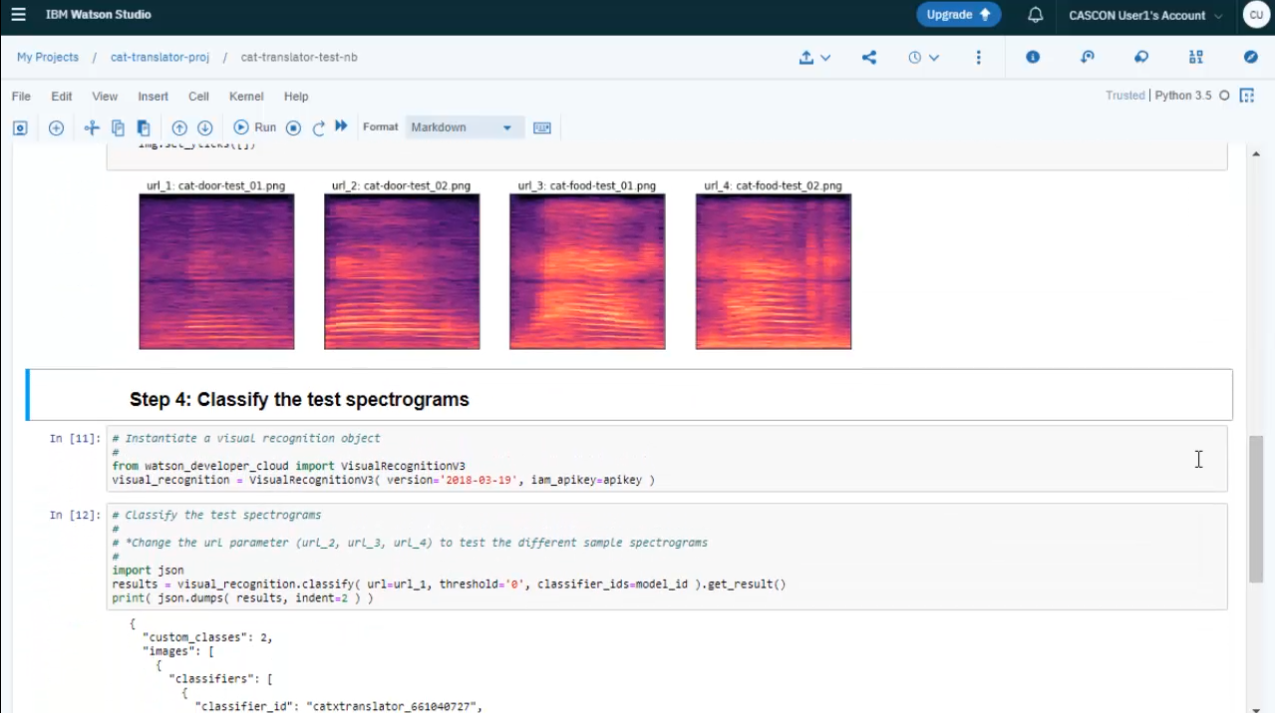 IBM Watson Studio
Upgrade
CASCON User1's Account
CU
My Projects / cat-translator-proj / cat-translator-test-nb
File Edit View Insert Cell Kernel Help
Trusted | Python 3.5
Run
Format
Markdown
url_1: cat-door-test_01.png
url_2: cat-door-test_02.png
url_3: cat-food-test_01.png
url_4: cat-food-test_02.png
Step 4: Classify the test spectrograms
In [11]:
# Instantiate a visual recognition object
#
from watson_developer_cloud import VisualRecognitionV3
visual_recognition = VisualRecognitionV3( version='2018-03-19', iam_apikey=apikey )
In [12]:
# Classify the test spectrograms
#
# *Change the url parameter (url_2, url_3, url_4) to test the different sample spectrograms
#
import json
results = visual_recognition.classify( url=url_1, threshold='0', classifier_ids=model_id ).get_result()
print( json.dumps( results, indent=2 ) )
{
"custom_classes": 2,
"images": [
{
"classifiers": [
{
"classifier_id": "catxtranslator_661040727",